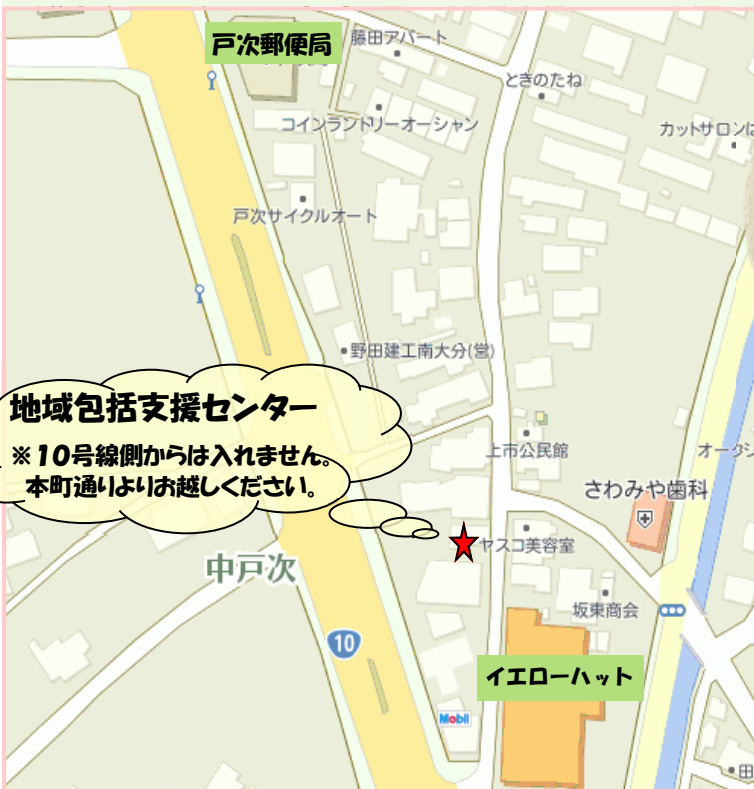 戸次郵便局
藤田アパート
ときのたね
コインランドリーオーシャン
カットサロンは
戸次サイクルオート
野田建工南大分(営)
地域包括支援センター
※10号線側からは入れません。
本町通りよりお越しください。
上市公民館
オータシ
さわみや歯科
ヤスコ美容室
中戸次
坂東商会
10
イエローハット
Mobil
田